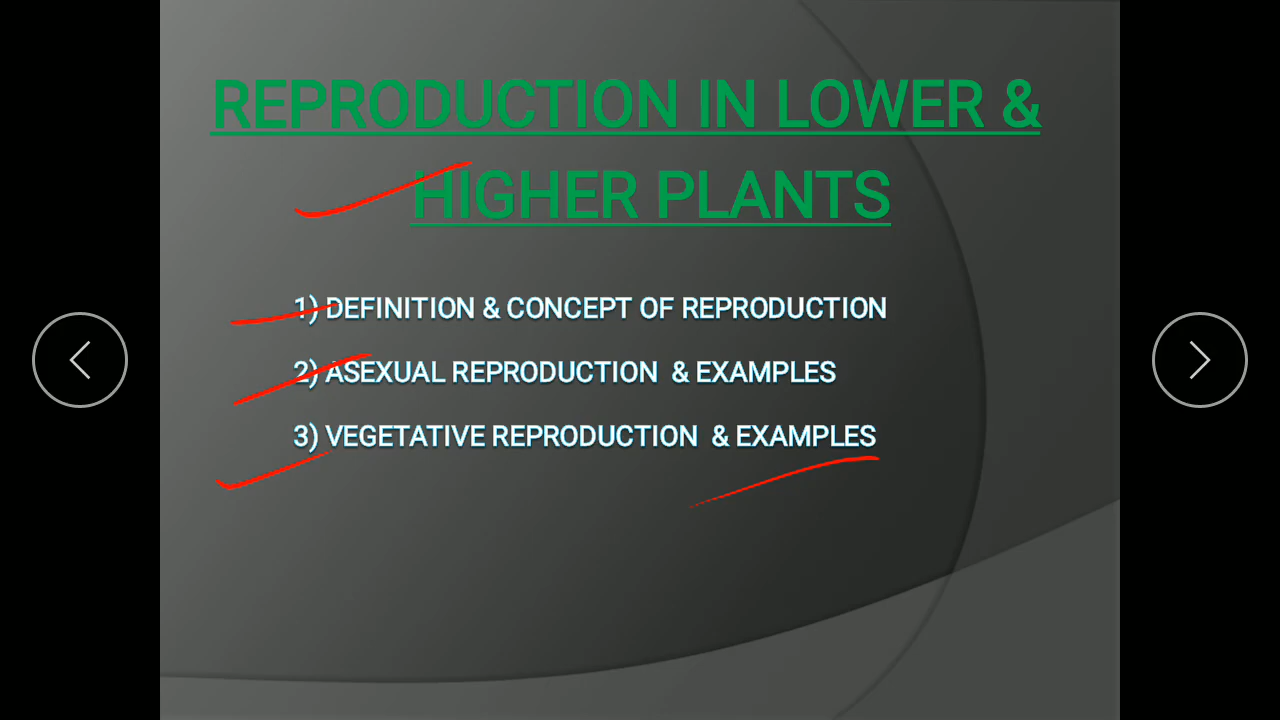 REPRODUCTION IN LOWER &
HIGHER PLANTS
1) DEFINITION & CONCEPT OF REPRODUCTION
2) ASEXUAL REPRODUCTION & EXAMPLES
3) VEGETATIVE REPRODUCTION & EXAMPLES